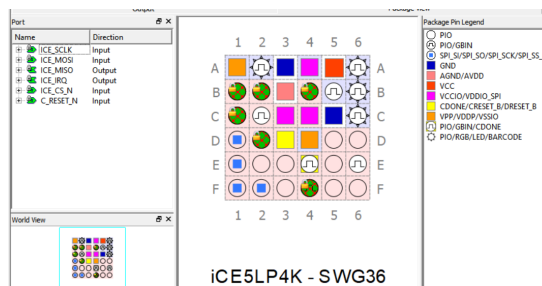 Output
Package View
Port
Name Direction
ICE_SCLK Input
ICE_MOSI Input
ICE_MISO Output
ICE_IRQ Output
ICE_CS_N Input
C_RESET_N Input
World View
1 2 3 4 5 6
A A
B B
C C
D D
E E
F F
1 2 3 4 5 6
iCE5LP4K - SWG36
Package Pin Legend
PIO
PIO/GBIN
SPI_SI/SPI_SO/SPI_SCK/SPI_SS_
GND
AGND/AVDD
VCC
VCCIO/VDDIO_SPI
CDONE/CRESET_B/DRESET_B
VPP/VDDP/VSSIO
PIO/GBIN/CDONE
PIO/RGB/LED/BARCODE